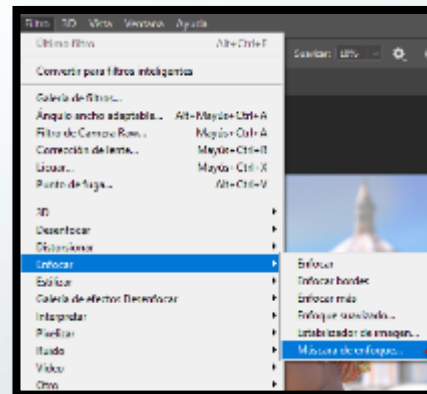 Filtro 3D Vista Ventana Ayuda
Último filtro Alt+Ctrl+F
Suavizar: 10%
Convertir para filtros inteligentes
Galería de filtros...
Ángulo ancho adaptable... Alt+Mayús+Ctrl+A
Filtro de Camera Raw... Mayús+Ctrl+A
Corrección de lente... Mayús+Ctrl+R
Licuar... Mayús+Ctrl+X
Punto de fuga... Alt+Ctrl+V
3D
Desenfocar
Distorsionar
Enfocar
Estilizar
Galería de efectos Desenfocar
Interpretar
Pixelizar
Ruido
Vídeo
Otro
Enfocar
Enfocar bordes
Enfocar más
Enfoque suavizado...
Estabilizador de imagen...
Máscara de enfoque...